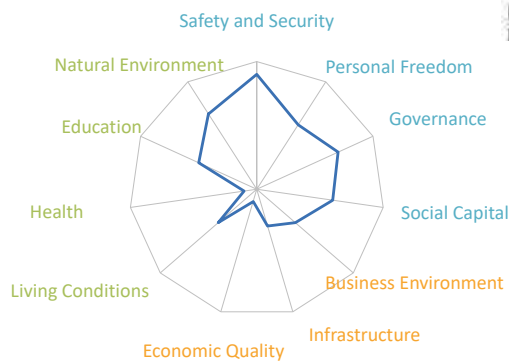 Safety and Security
Natural Environment
Personal Freedom
Governance
Education
Health
Social Capital
Living Conditions
Business Environment
Infrastructure
Economic Quality